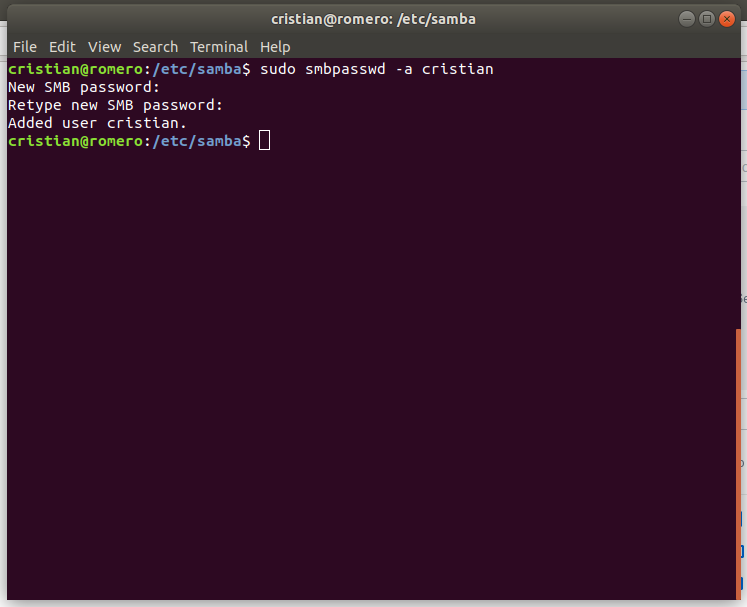 cristian@romero: /etc/samba
File Edit View Search Terminal Help
cristian@romero:/etc/samba$ sudo smbpasswd -a cristian
New SMB password:
Retype new SMB password:
Added user cristian.
cristian@romero:/etc/samba$